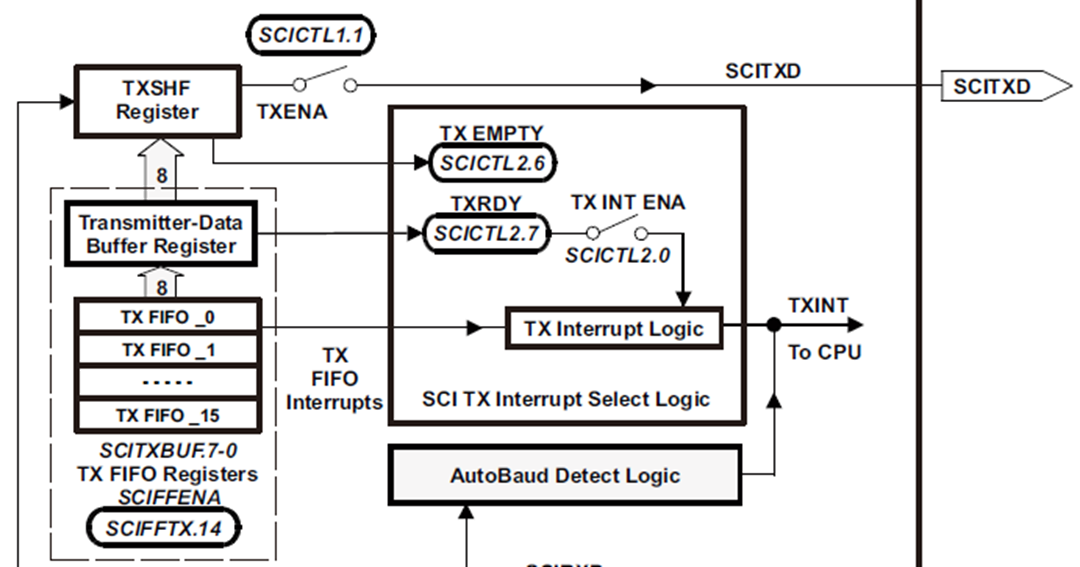 SCICTL1.1
TXSHF
Register
TXENA
SCITXD
SCITXD
8
TX EMPTY
SCICTL2.6
Transmitter-Data
Buffer Register
TXRDY
SCICTL2.7
TX INT ENA
SCICTL2.0
8
TX FIFO _0
TX FIFO _1
-----
TX FIFO _15
TX
FIFO
Interrupts
TX Interrupt Logic
TXINT
To CPU
SCI TX Interrupt Select Logic
SCITXBUF.7-0
TX FIFO Registers
SCIFFENA
SCIFFTX.14
AutoBaud Detect Logic